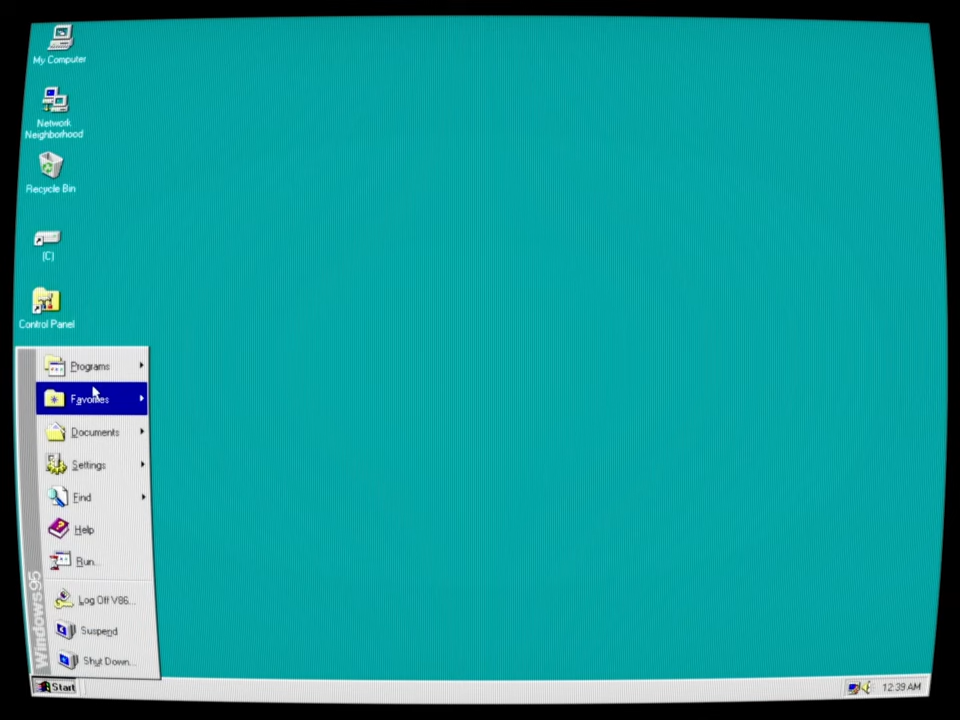 My Computer
Network
Neighborhood
Recycle Bin
(C)
Control Panel
Programs
Favorites
Documents
Settings
Find
Help
Run...
Log Off V86...
Suspend
Shut Down...
Windows95
Start
12:39 AM